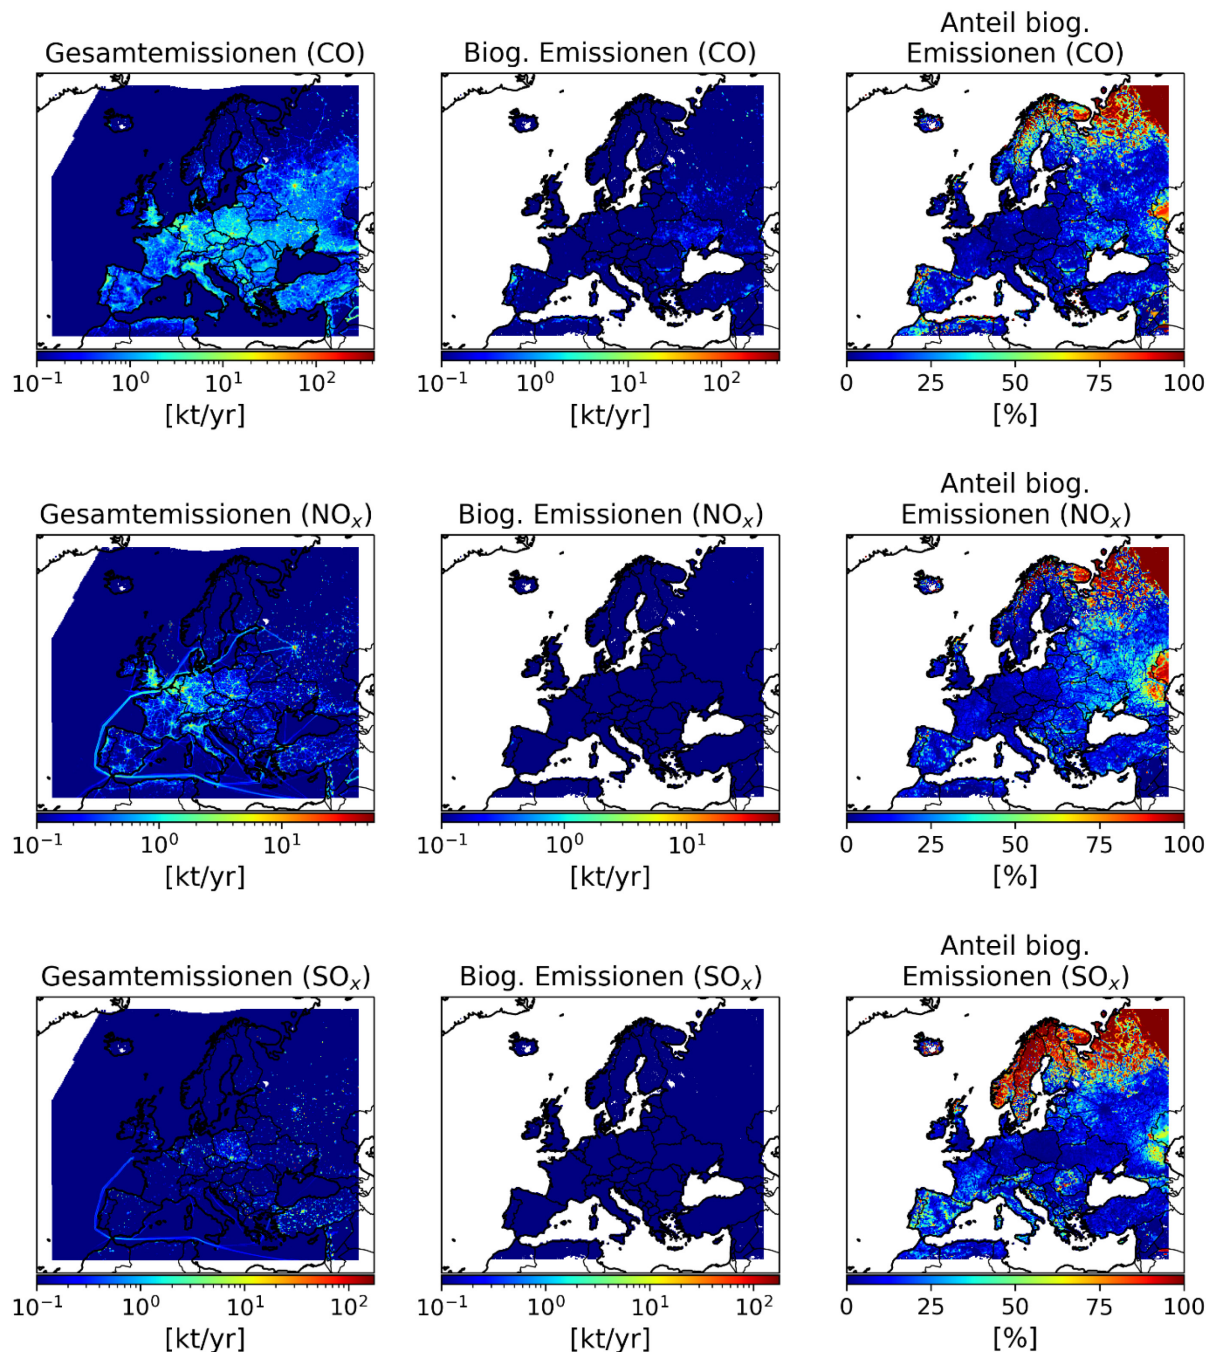 Gesamtemissionen (CO)
Biog. Emissionen (CO)
Anteil biog.
Emissionen (CO)
10⁻¹ 10⁰ 10¹ 10²
[kt/yr]
10⁻¹ 10⁰ 10¹ 10²
[kt/yr]
0 25 50 75 100
[%]
Gesamtemissionen (NOₓ)
Biog. Emissionen (NOₓ)
Anteil biog.
Emissionen (NOₓ)
10⁻¹ 10⁰ 10¹
[kt/yr]
10⁻¹ 10⁰ 10¹
[kt/yr]
0 25 50 75 100
[%]
Gesamtemissionen (SOₓ)
Biog. Emissionen (SOₓ)
Anteil biog.
Emissionen (SOₓ)
10⁻¹ 10⁰ 10¹ 10²
[kt/yr]
10⁻¹ 10⁰ 10¹ 10²
[kt/yr]
0 25 50 75 100
[%]